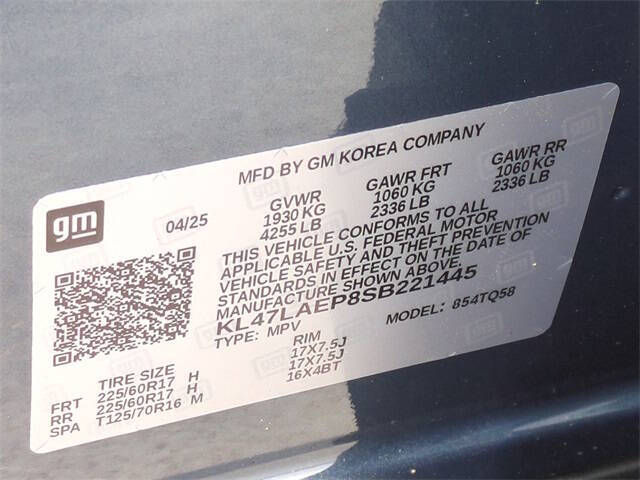 MFD BY GM KOREA COMPANY
gm
04/25
GVWR GAWR FRT GAWR RR
1930 KG 1060 KG 1060 KG
4255 LB 2336 LB 2336 LB
THIS VEHICLE CONFORMS TO ALL
APPLICABLE U.S. FEDERAL MOTOR
VEHICLE SAFETY AND THEFT PREVENTION
STANDARDS IN EFFECT ON THE DATE OF
MANUFACTURE SHOWN ABOVE.
KL47LAEP8SB221445
TYPE: MPV MODEL: 854TQ58
TIRE SIZE RIM
FRT 225/60R17 H 17X7.5J
RR 225/60R17 H 17X7.5J
SPA T125/70R16 M 16X4BT